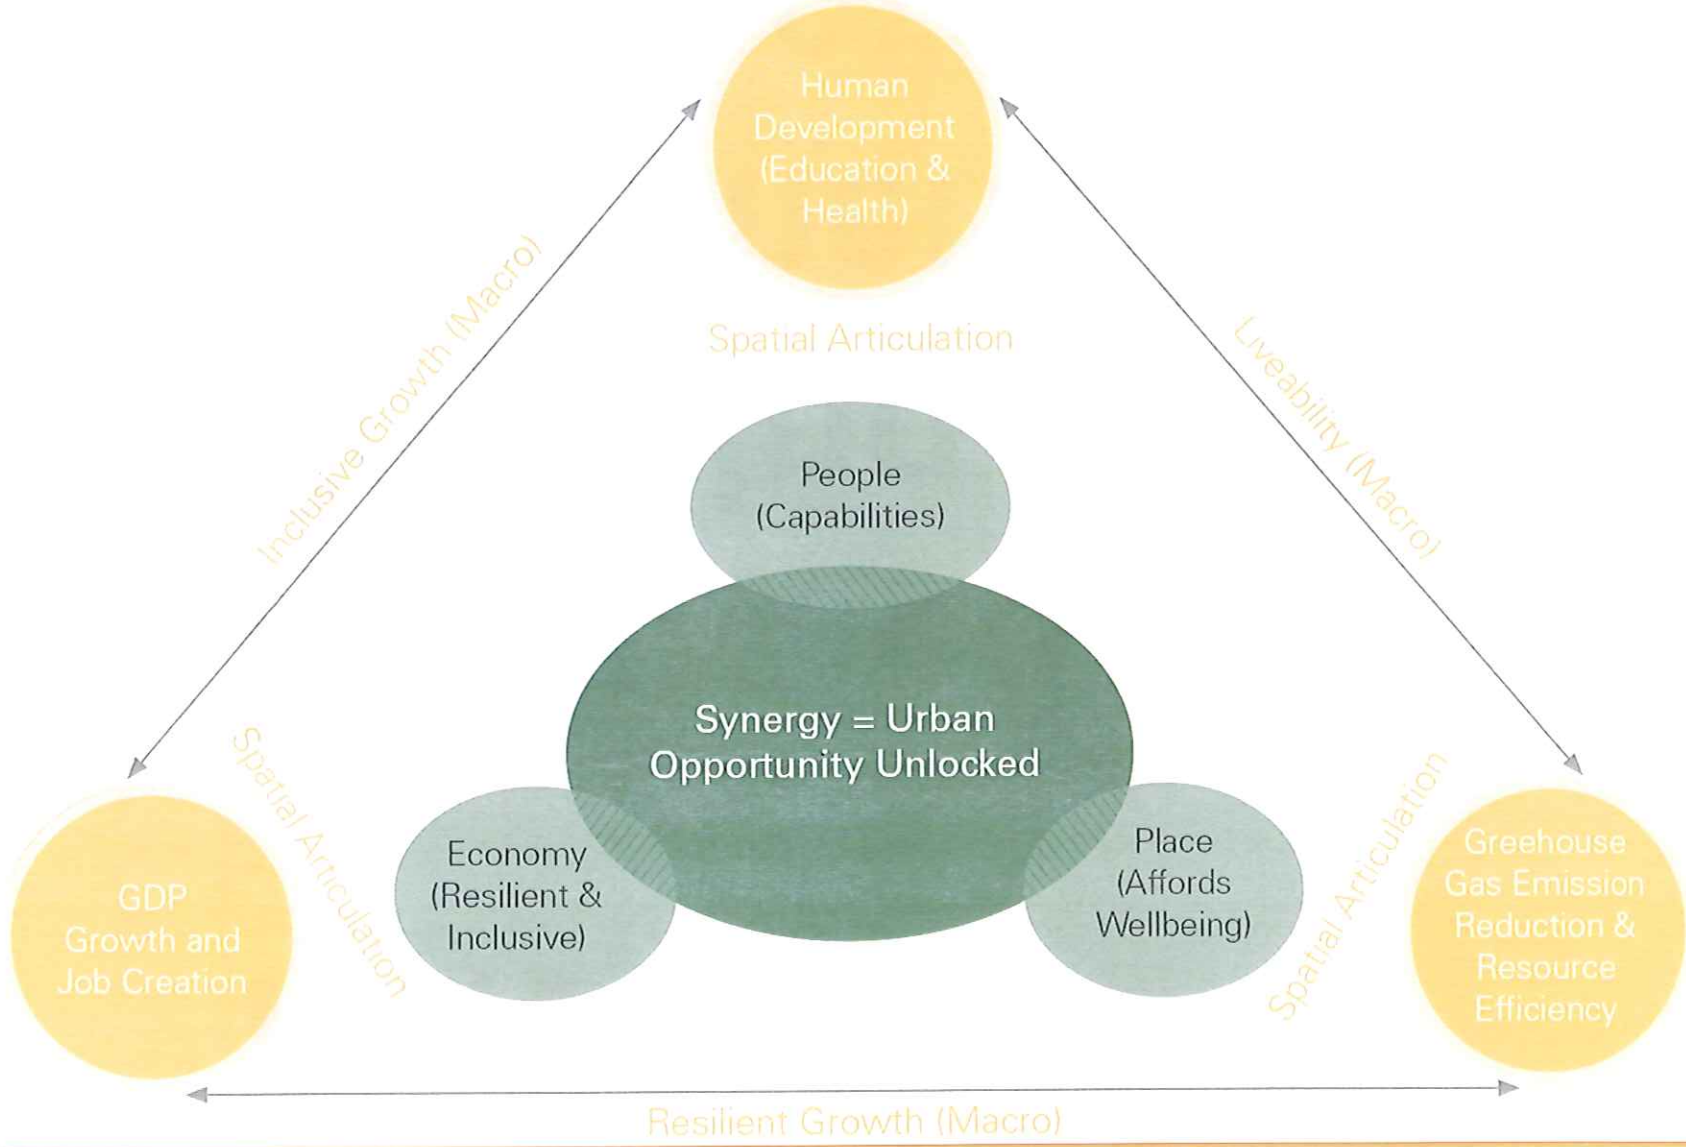 Human
Development
(Education &
Health)
Inclusive Growth (Macro)
Liveability (Macro)
Spatial Articulation
People
(Capabilities)
Synergy = Urban
Opportunity Unlocked
Spatial Articulation
Spatial Articulation
Economy
(Resilient &
Inclusive)
Place
(Affords
Wellbeing)
GDP
Growth and
Job Creation
Greehouse
Gas Emission
Reduction &
Resource
Efficiency
Resilient Growth (Macro)